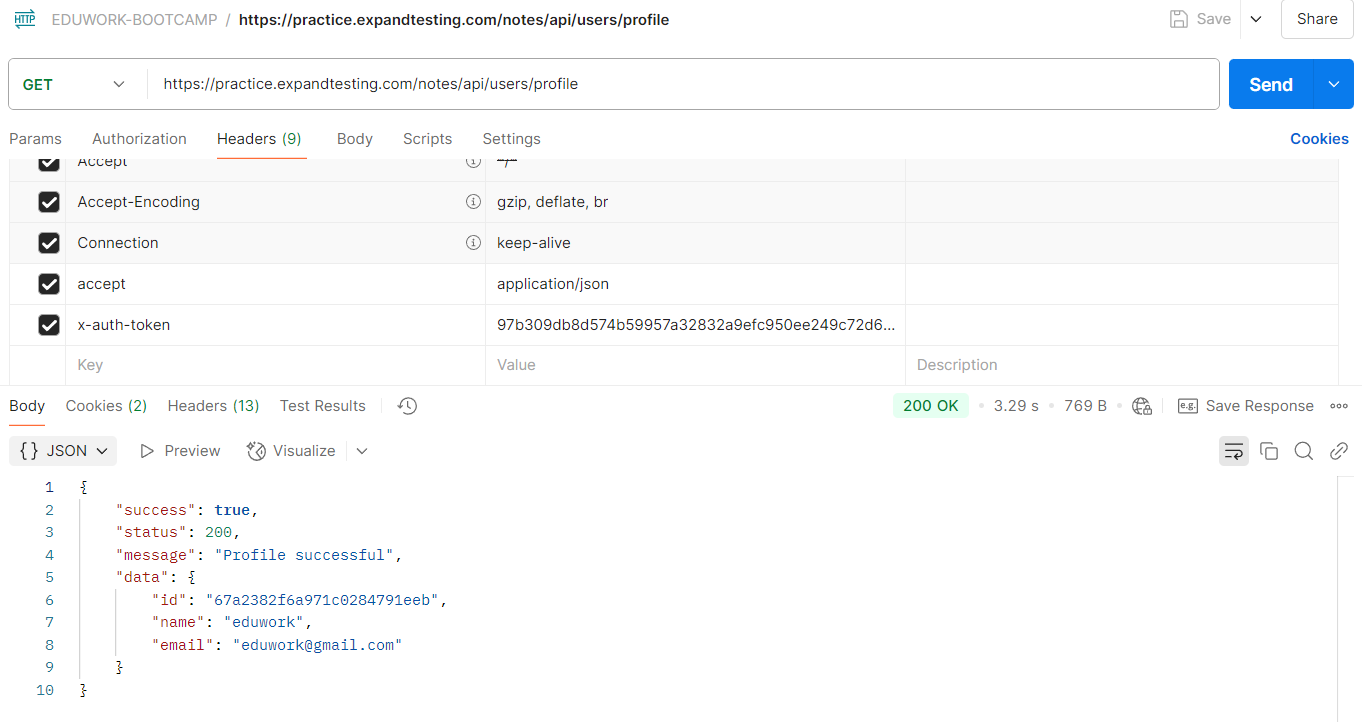 HTTP EDUWORK-BOOTCAMP / https://practice.expandtesting.com/notes/api/users/profile Save Share
GET https://practice.expandtesting.com/notes/api/users/profile Send
Params Authorization Headers (9) Body Scripts Settings Cookies
Accept */*
Accept-Encoding gzip, deflate, br
Connection keep-alive
accept application/json
x-auth-token 97b309db8d574b59957a32832a9efc950ee249c72d6...
Key Value Description
Body Cookies (2) Headers (13) Test Results 200 OK • 3.29 s • 769 B • e.g. Save Response
{} JSON Preview Visualize
1 {
2 "success": true,
3 "status": 200,
4 "message": "Profile successful",
5 "data": {
6 "id": "67a2382f6a971c0284791eeb",
7 "name": "eduwork",
8 "email": "eduwork@gmail.com"
9 }
10 }